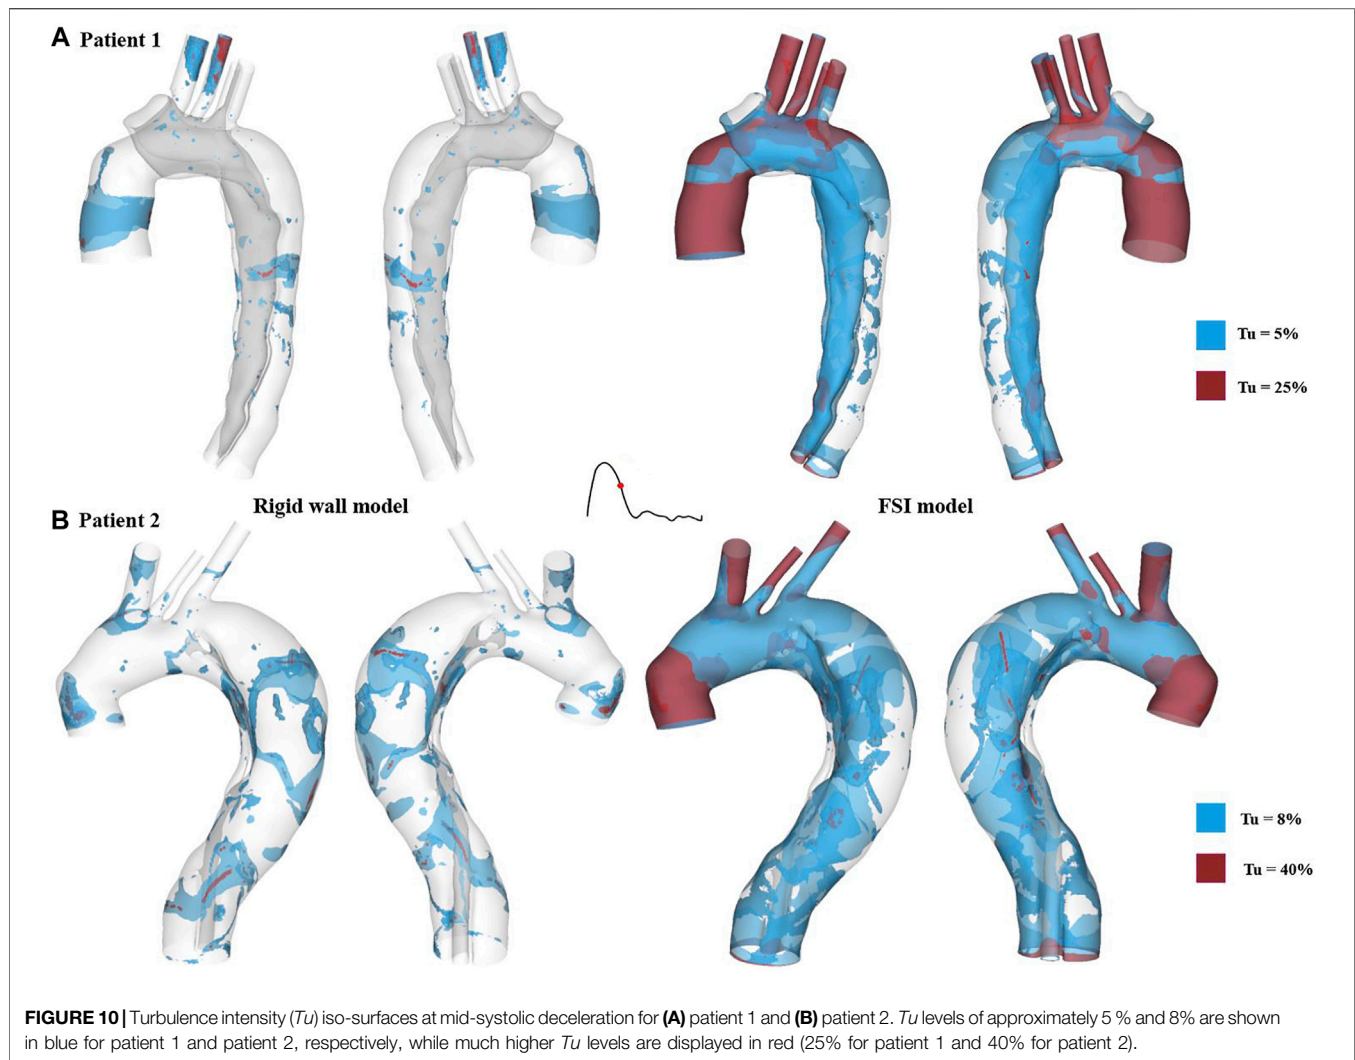 A Patient 1
Tu = 5%
Tu = 25%
Rigid wall model
FSI model
B Patient 2
Tu = 8%
Tu = 40%
FIGURE 10 | Turbulence intensity (Tu) iso-surfaces at mid-systolic deceleration for (A) patient 1 and (B) patient 2. Tu levels of approximately 5 % and 8% are shown
in blue for patient 1 and patient 2, respectively, while much higher Tu levels are displayed in red (25% for patient 1 and 40% for patient 2).